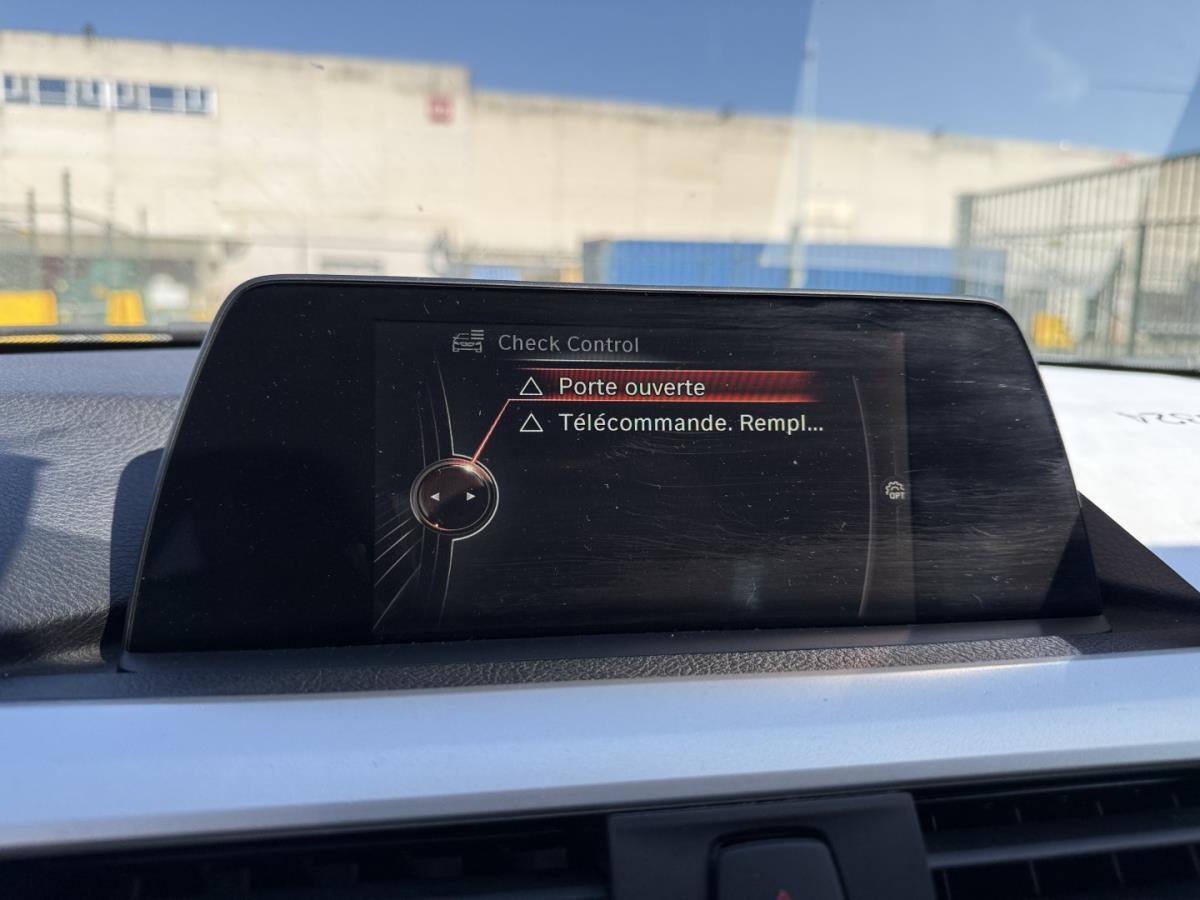 Check Control
Porte ouverte
Télécommande. Rempl...
OPT